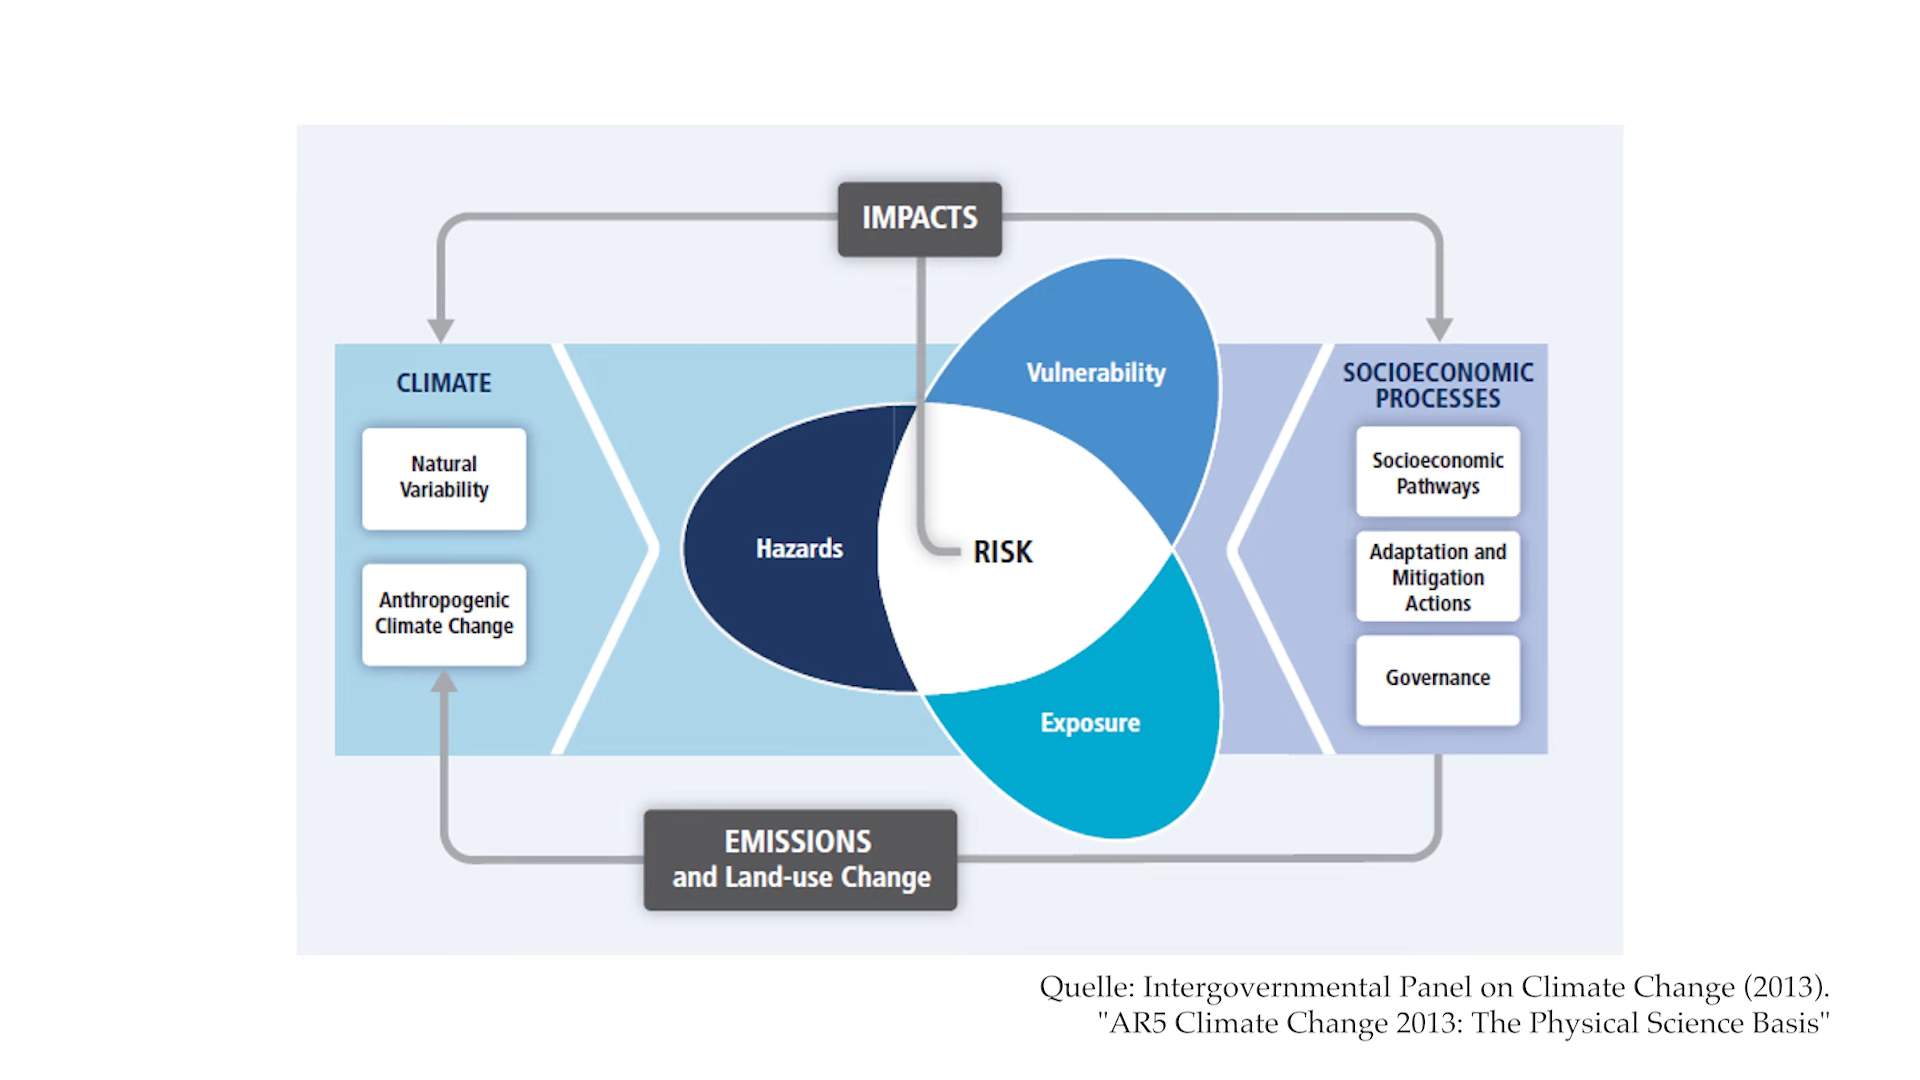 IMPACTS
CLIMATE
Natural
Variability
Anthropogenic
Climate Change
Vulnerability
Hazards
RISK
Exposure
SOCIOECONOMIC
PROCESSES
Socioeconomic
Pathways
Adaptation and
Mitigation
Actions
Governance
EMISSIONS
and Land-use Change
Quelle: Intergovernmental Panel on Climate Change (2013).
"AR5 Climate Change 2013: The Physical Science Basis"